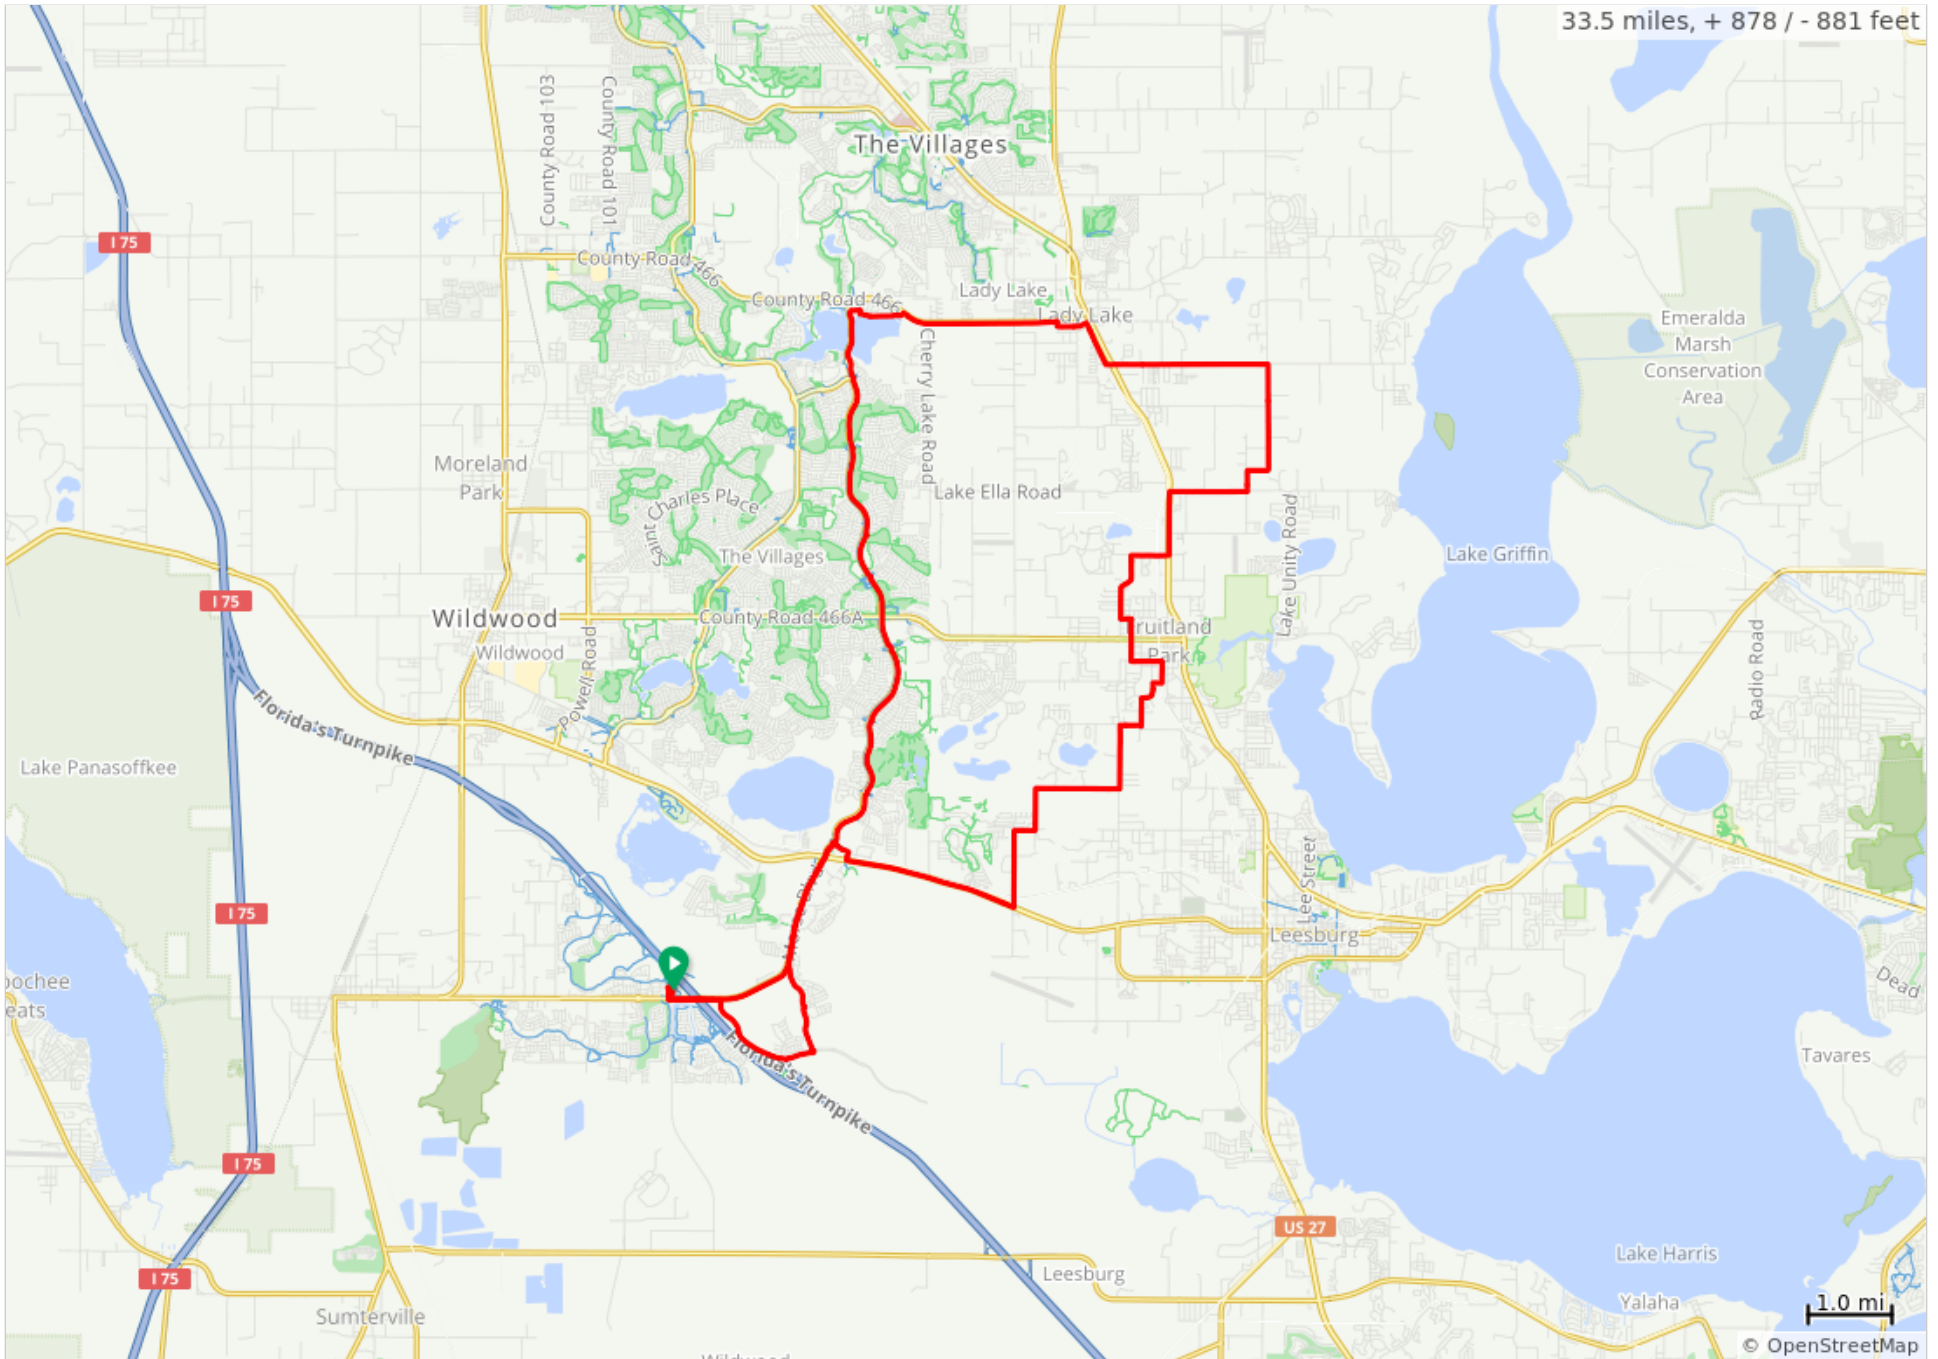 33.5 miles, + 878 / - 881 feet
County Road 103
County Road 101
The Villages
I 75
County Road 466
County Road 466
Lady Lake
Lady Lake
Emeralda
Marsh
Conservation
Area
Cherry Lake Road
Moreland
Park
Saint Charles Place
Lake Ella Road
Lake Unity Road
Lake Griffin
The Villages
I 75
Wildwood
County Road 466A
Wildwood
Powell Road
ruitland
Park
Radio Road
Florida's Turnpike
Lake Panasoffkee
Lee Street
I 75
Leesburg
oochee
eats
Dead
Florida's Turnpike
Tavares
I 75
US 27
Lake Harris
I 75
Leesburg
Yalaha
Sumterville
1.0 mi
© OpenStreetMap